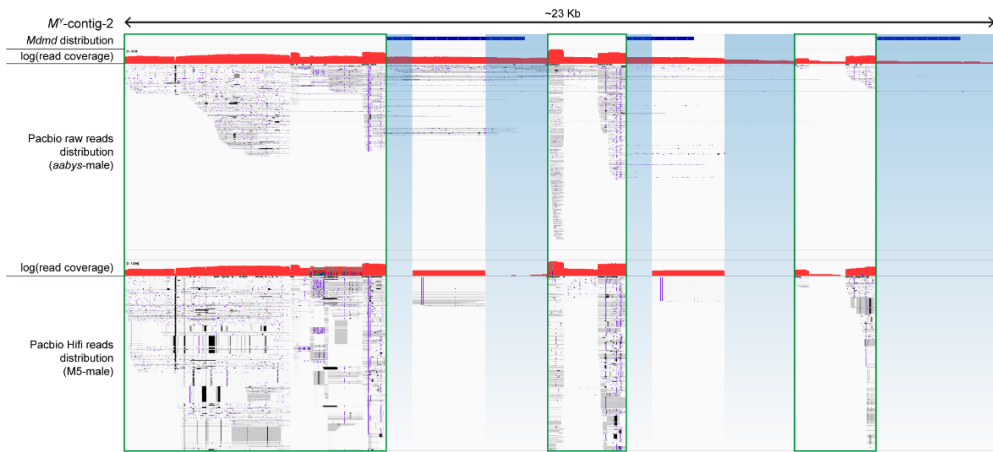 Mʸ-contig-2
~23 Kb
Mdmd distribution
log(read coverage)
Pacbio raw reads
distribution
(aabys-male)
log(read coverage)
Pacbio Hifi reads
distribution
(M5-male)